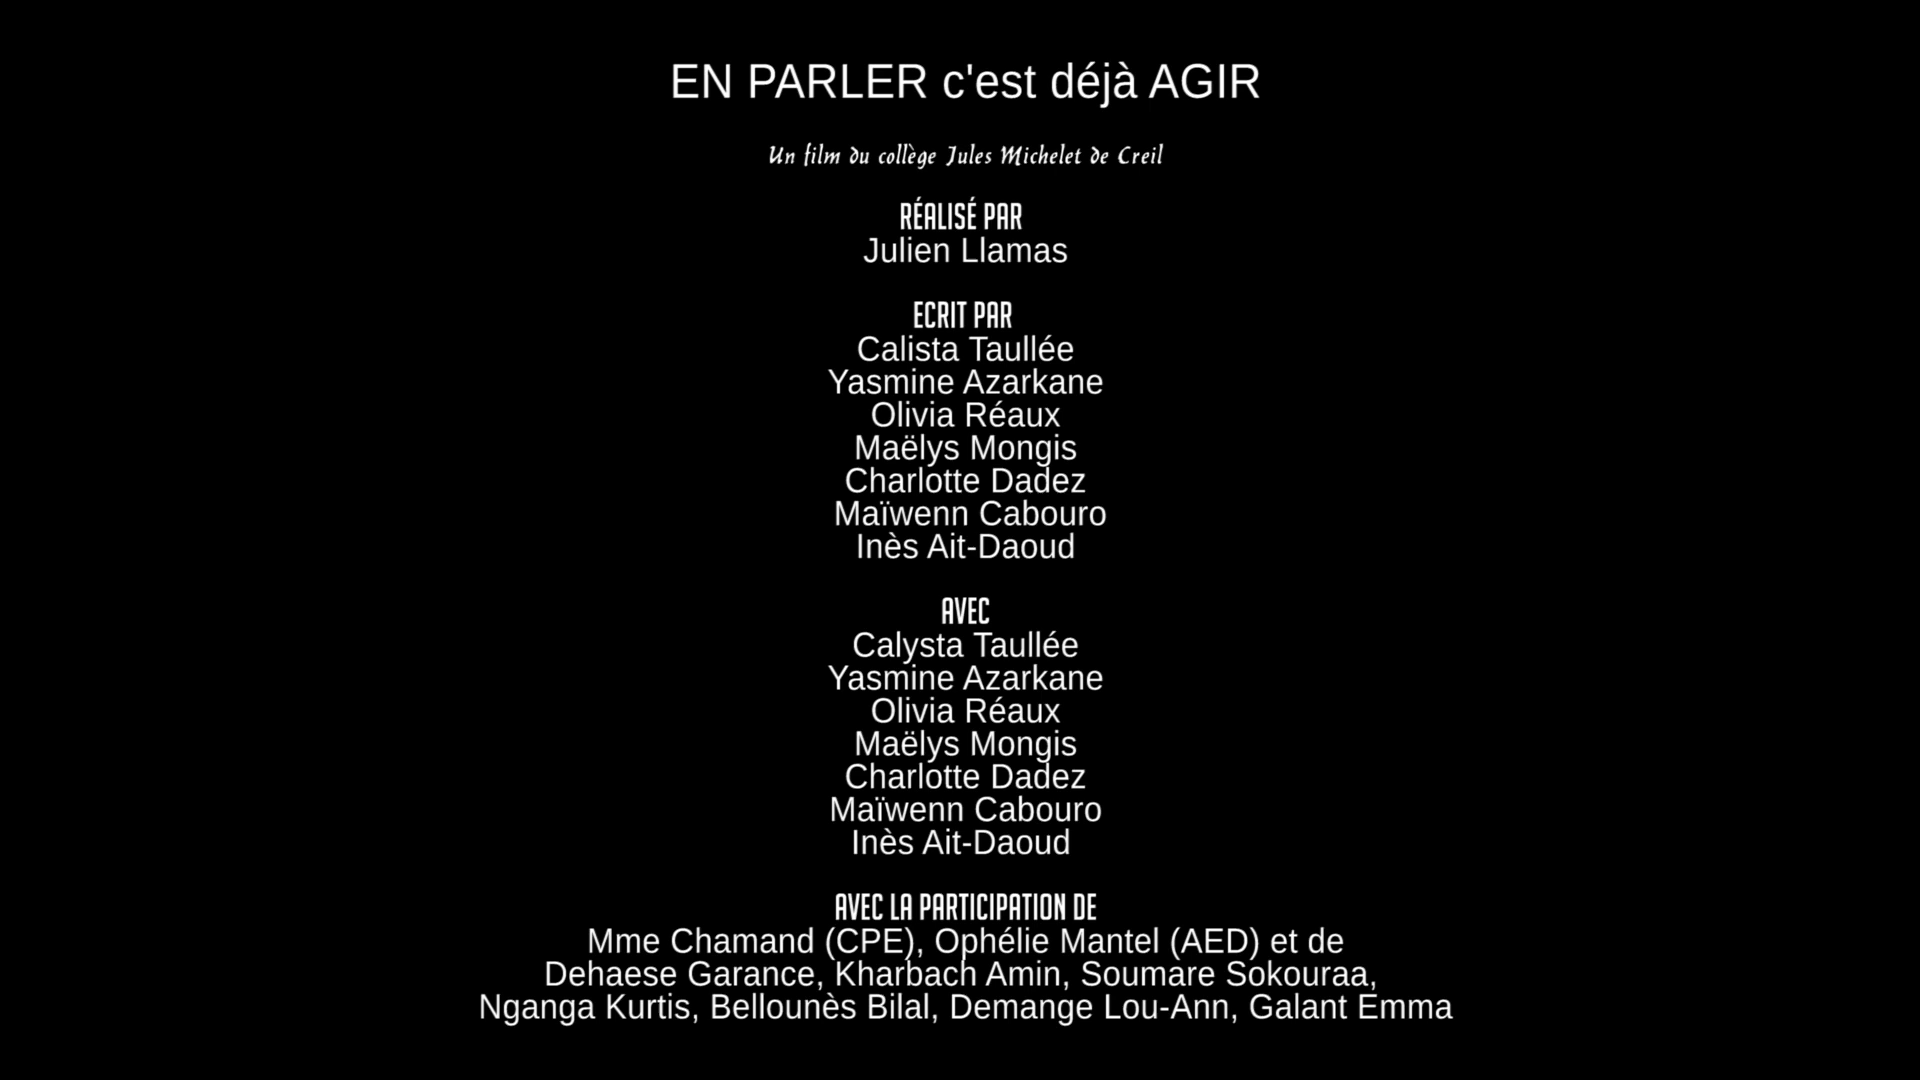 EN PARLER c'est déjà AGIR
Un film du collège Jules Michelet de Creil
RÉALISÉ PAR
Julien Llamas
ECRIT PAR
Calista Taullée
Yasmine Azarkane
Olivia Réaux
Maëlys Mongis
Charlotte Dadez
Maïwenn Cabouro
Inès Ait-Daoud
AVEC
Calysta Taullée
Yasmine Azarkane
Olivia Réaux
Maëlys Mongis
Charlotte Dadez
Maïwenn Cabouro
Inès Ait-Daoud
AVEC LA PARTICIPATION DE
Mme Chamand (CPE), Ophélie Mantel (AED) et de
Dehaese Garance, Kharbach Amin, Soumare Sokouraa,
Nganga Kurtis, Bellounès Bilal, Demange Lou-Ann, Galant Emma